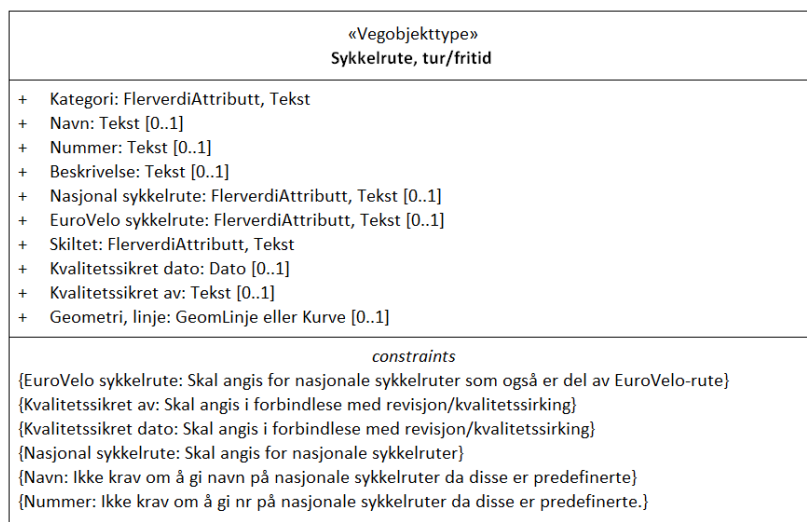 «Vegobjekttype»
Sykkelrute, tur/fritid
+ Kategori: FlerverdiAttributt, Tekst
+ Navn: Tekst [0..1]
+ Nummer: Tekst [0..1]
+ Beskrivelse: Tekst [0..1]
+ Nasjonal sykkelrute: FlerverdiAttributt, Tekst [0..1]
+ EuroVelo sykkelrute: FlerverdiAttributt, Tekst [0..1]
+ Skiltet: FlerverdiAttributt, Tekst
+ Kvalitetssikret dato: Dato [0..1]
+ Kvalitetssikret av: Tekst [0..1]
+ Geometri, linje: GeomLinje eller Kurve [0..1]
constraints
{EuroVelo sykkelrute: Skal angis for nasjonale sykkelruter som også er del av EuroVelo-rute}
{Kvalitetssikret av: Skal angis i forbindlese med revisjon/kvalitetssirking}
{Kvalitetssikret dato: Skal angis i forbindlese med revisjon/kvalitetssirking}
{Nasjonal sykkelrute: Skal angis for nasjonale sykkelruter}
{Navn: Ikke krav om å gi navn på nasjonale sykkelruter da disse er predefinerte}
{Nummer: Ikke krav om å gi nr på nasjonale sykkelruter da disse er predefinerte.}